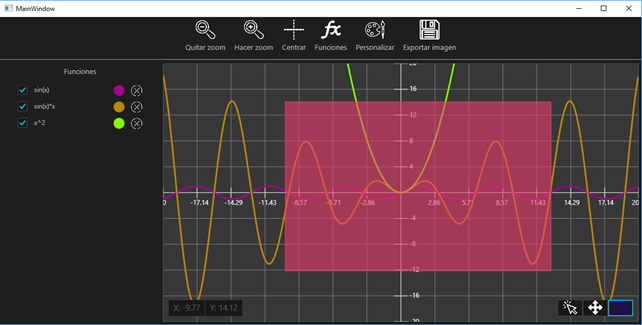 MainWindow
Quitar zoom Hacer zoom Centrar Funciones Personalizar Exportar imagen
Funciones
sin(x)
sin(x)*x
x^2
20
16
12
8
4
0 -17.14 -14.29 -11.43 -8.57 -5.71 -2.86 2.86 5.71 8.57 11.43 14.29 17.14 20
-4
-8
-12
-16
-20
X: -9.77 Y: 14.12